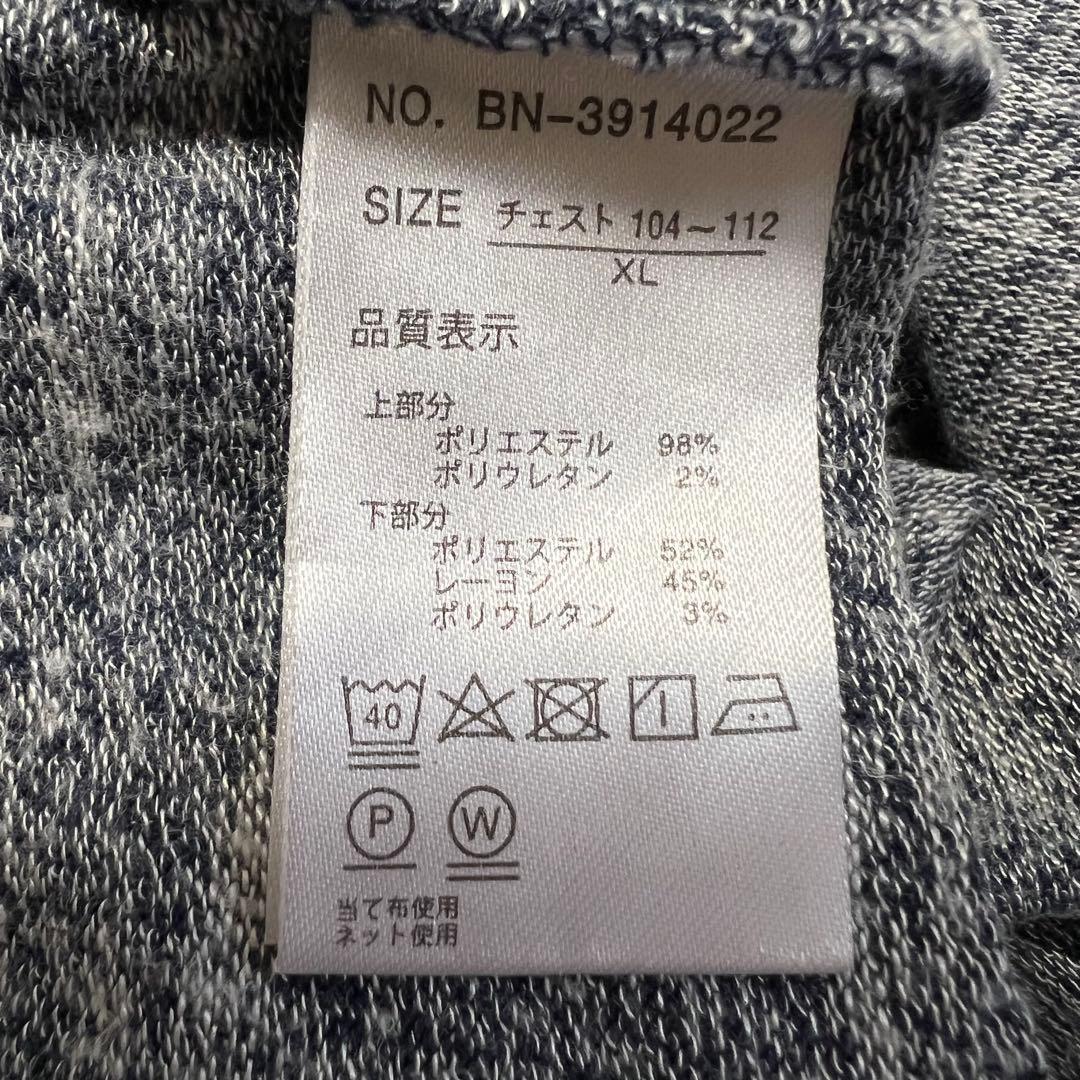 NO. BN-3914022
SIZE チェスト 104～112
XL
品質表示
上部分
ポリエステル 98%
ポリウレタン 2%
下部分
ポリエステル 52%
レーヨン 45%
ポリウレタン 3%
40
P W
当て布使用
ネット使用